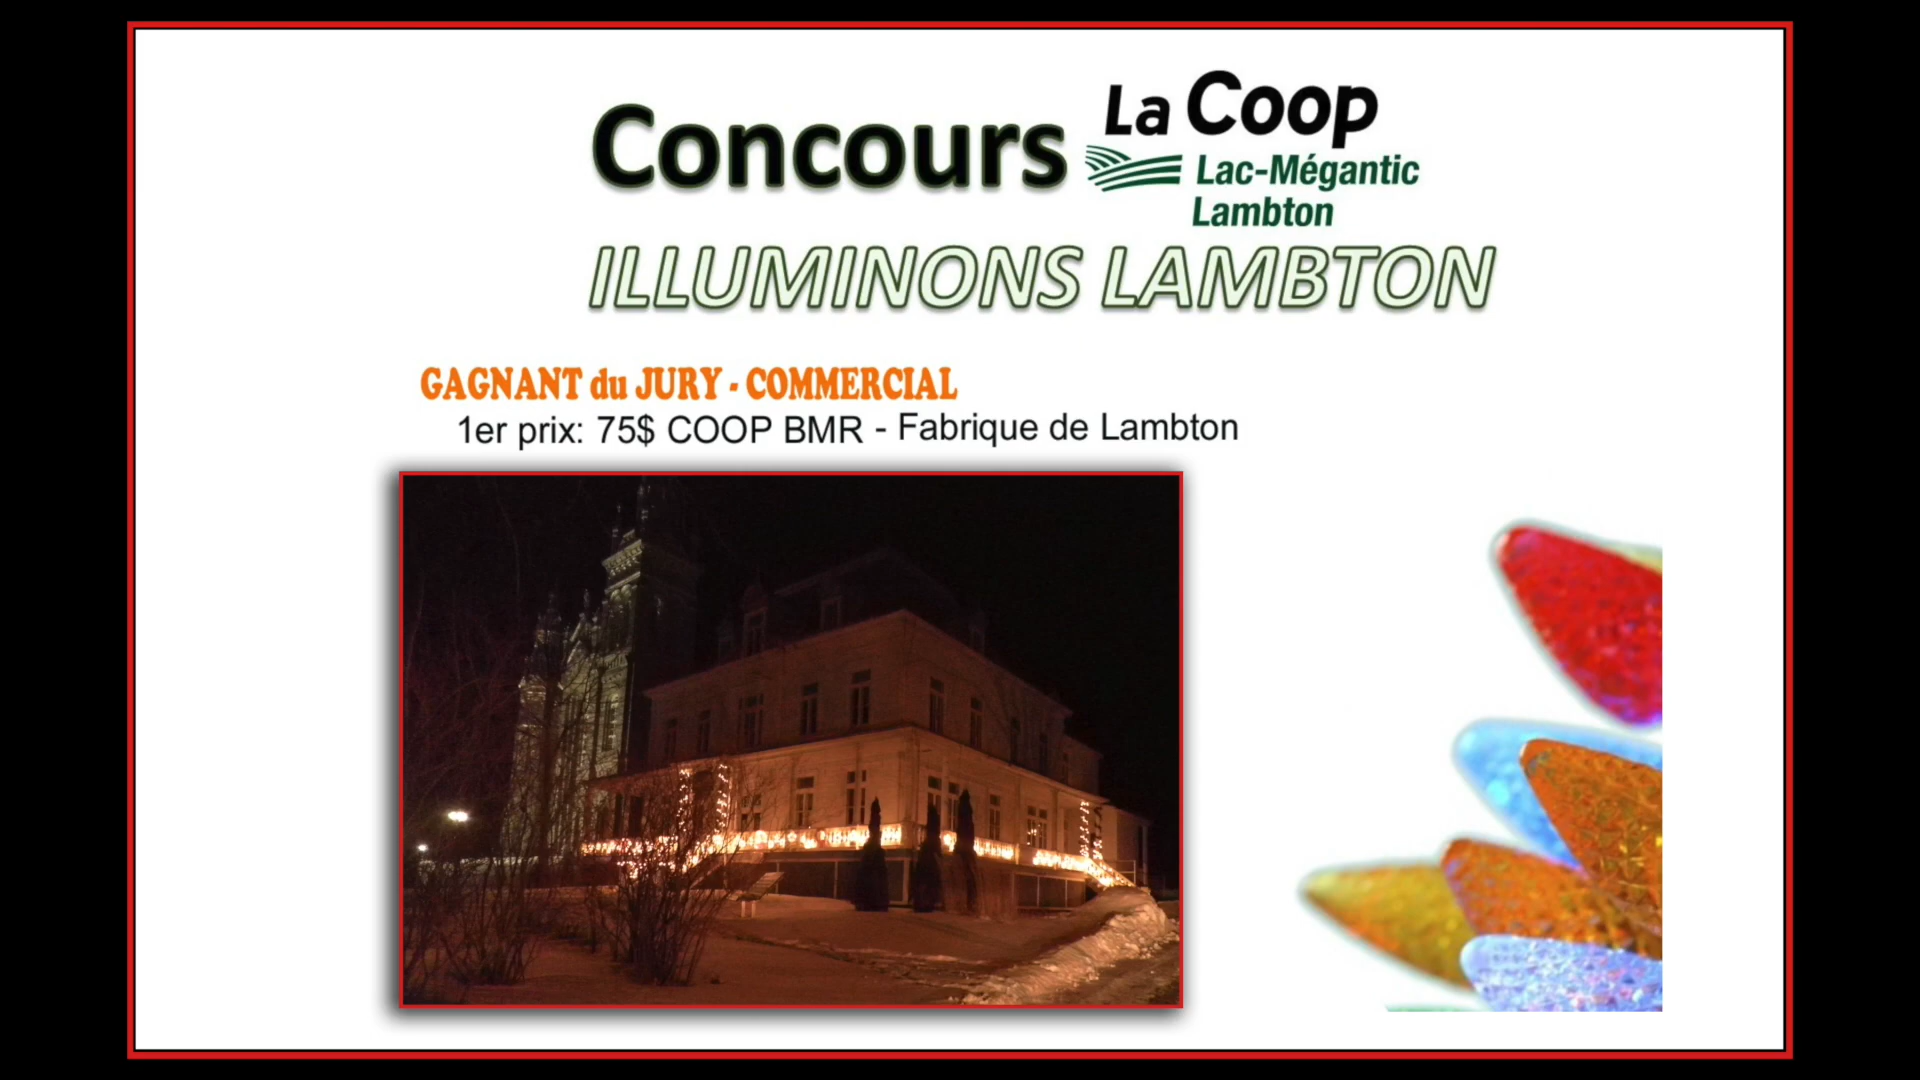 Concours
La Coop
Lac-Mégantic
Lambton
ILLUMINONS LAMBTON
GAGNANT du JURY - COMMERCIAL
1er prix: 75$ COOP BMR - Fabrique de Lambton